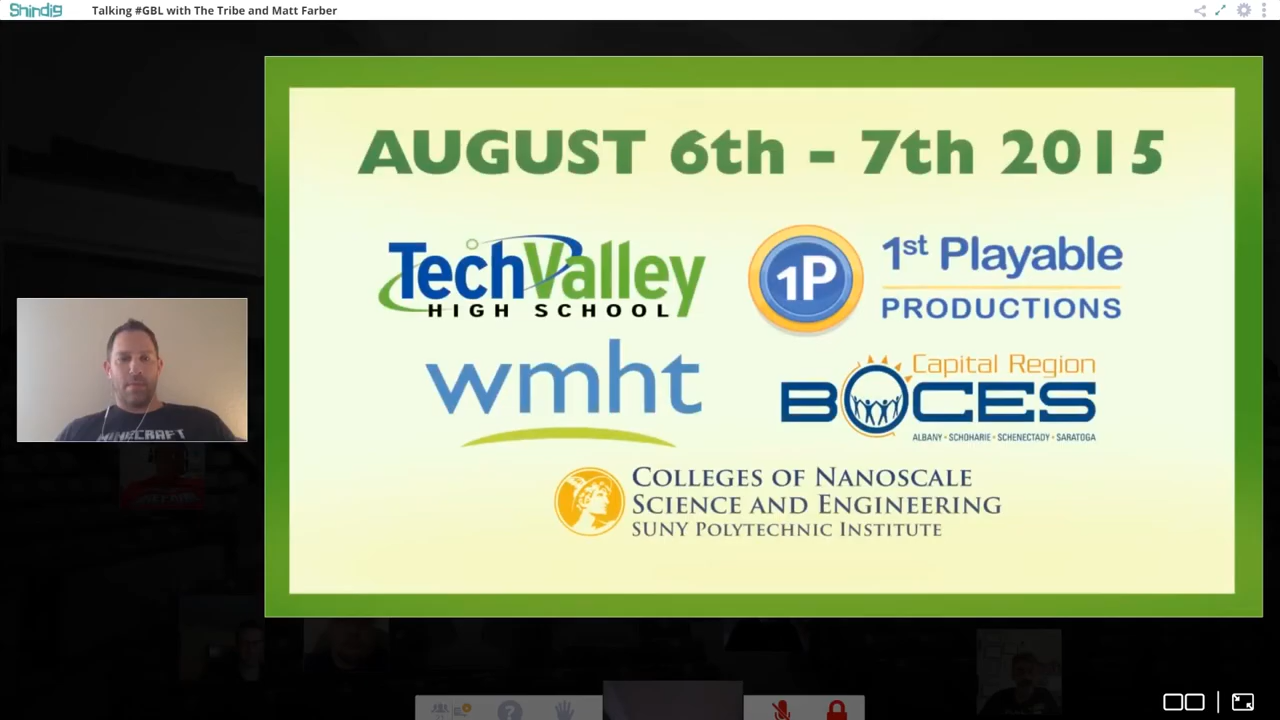 Shindig
Talking #GBL with The Tribe and Matt Farber
AUGUST 6th - 7th 2015
TechValley
HIGH SCHOOL
1P
1st Playable
PRODUCTIONS
wmht
Capital Region
BOCES
ALBANY • SCHOHARIE • SCHENECTADY • SARATOGA
COLLEGES OF NANOSCALE
SCIENCE AND ENGINEERING
SUNY POLYTECHNIC INSTITUTE
MINECRAFT
?